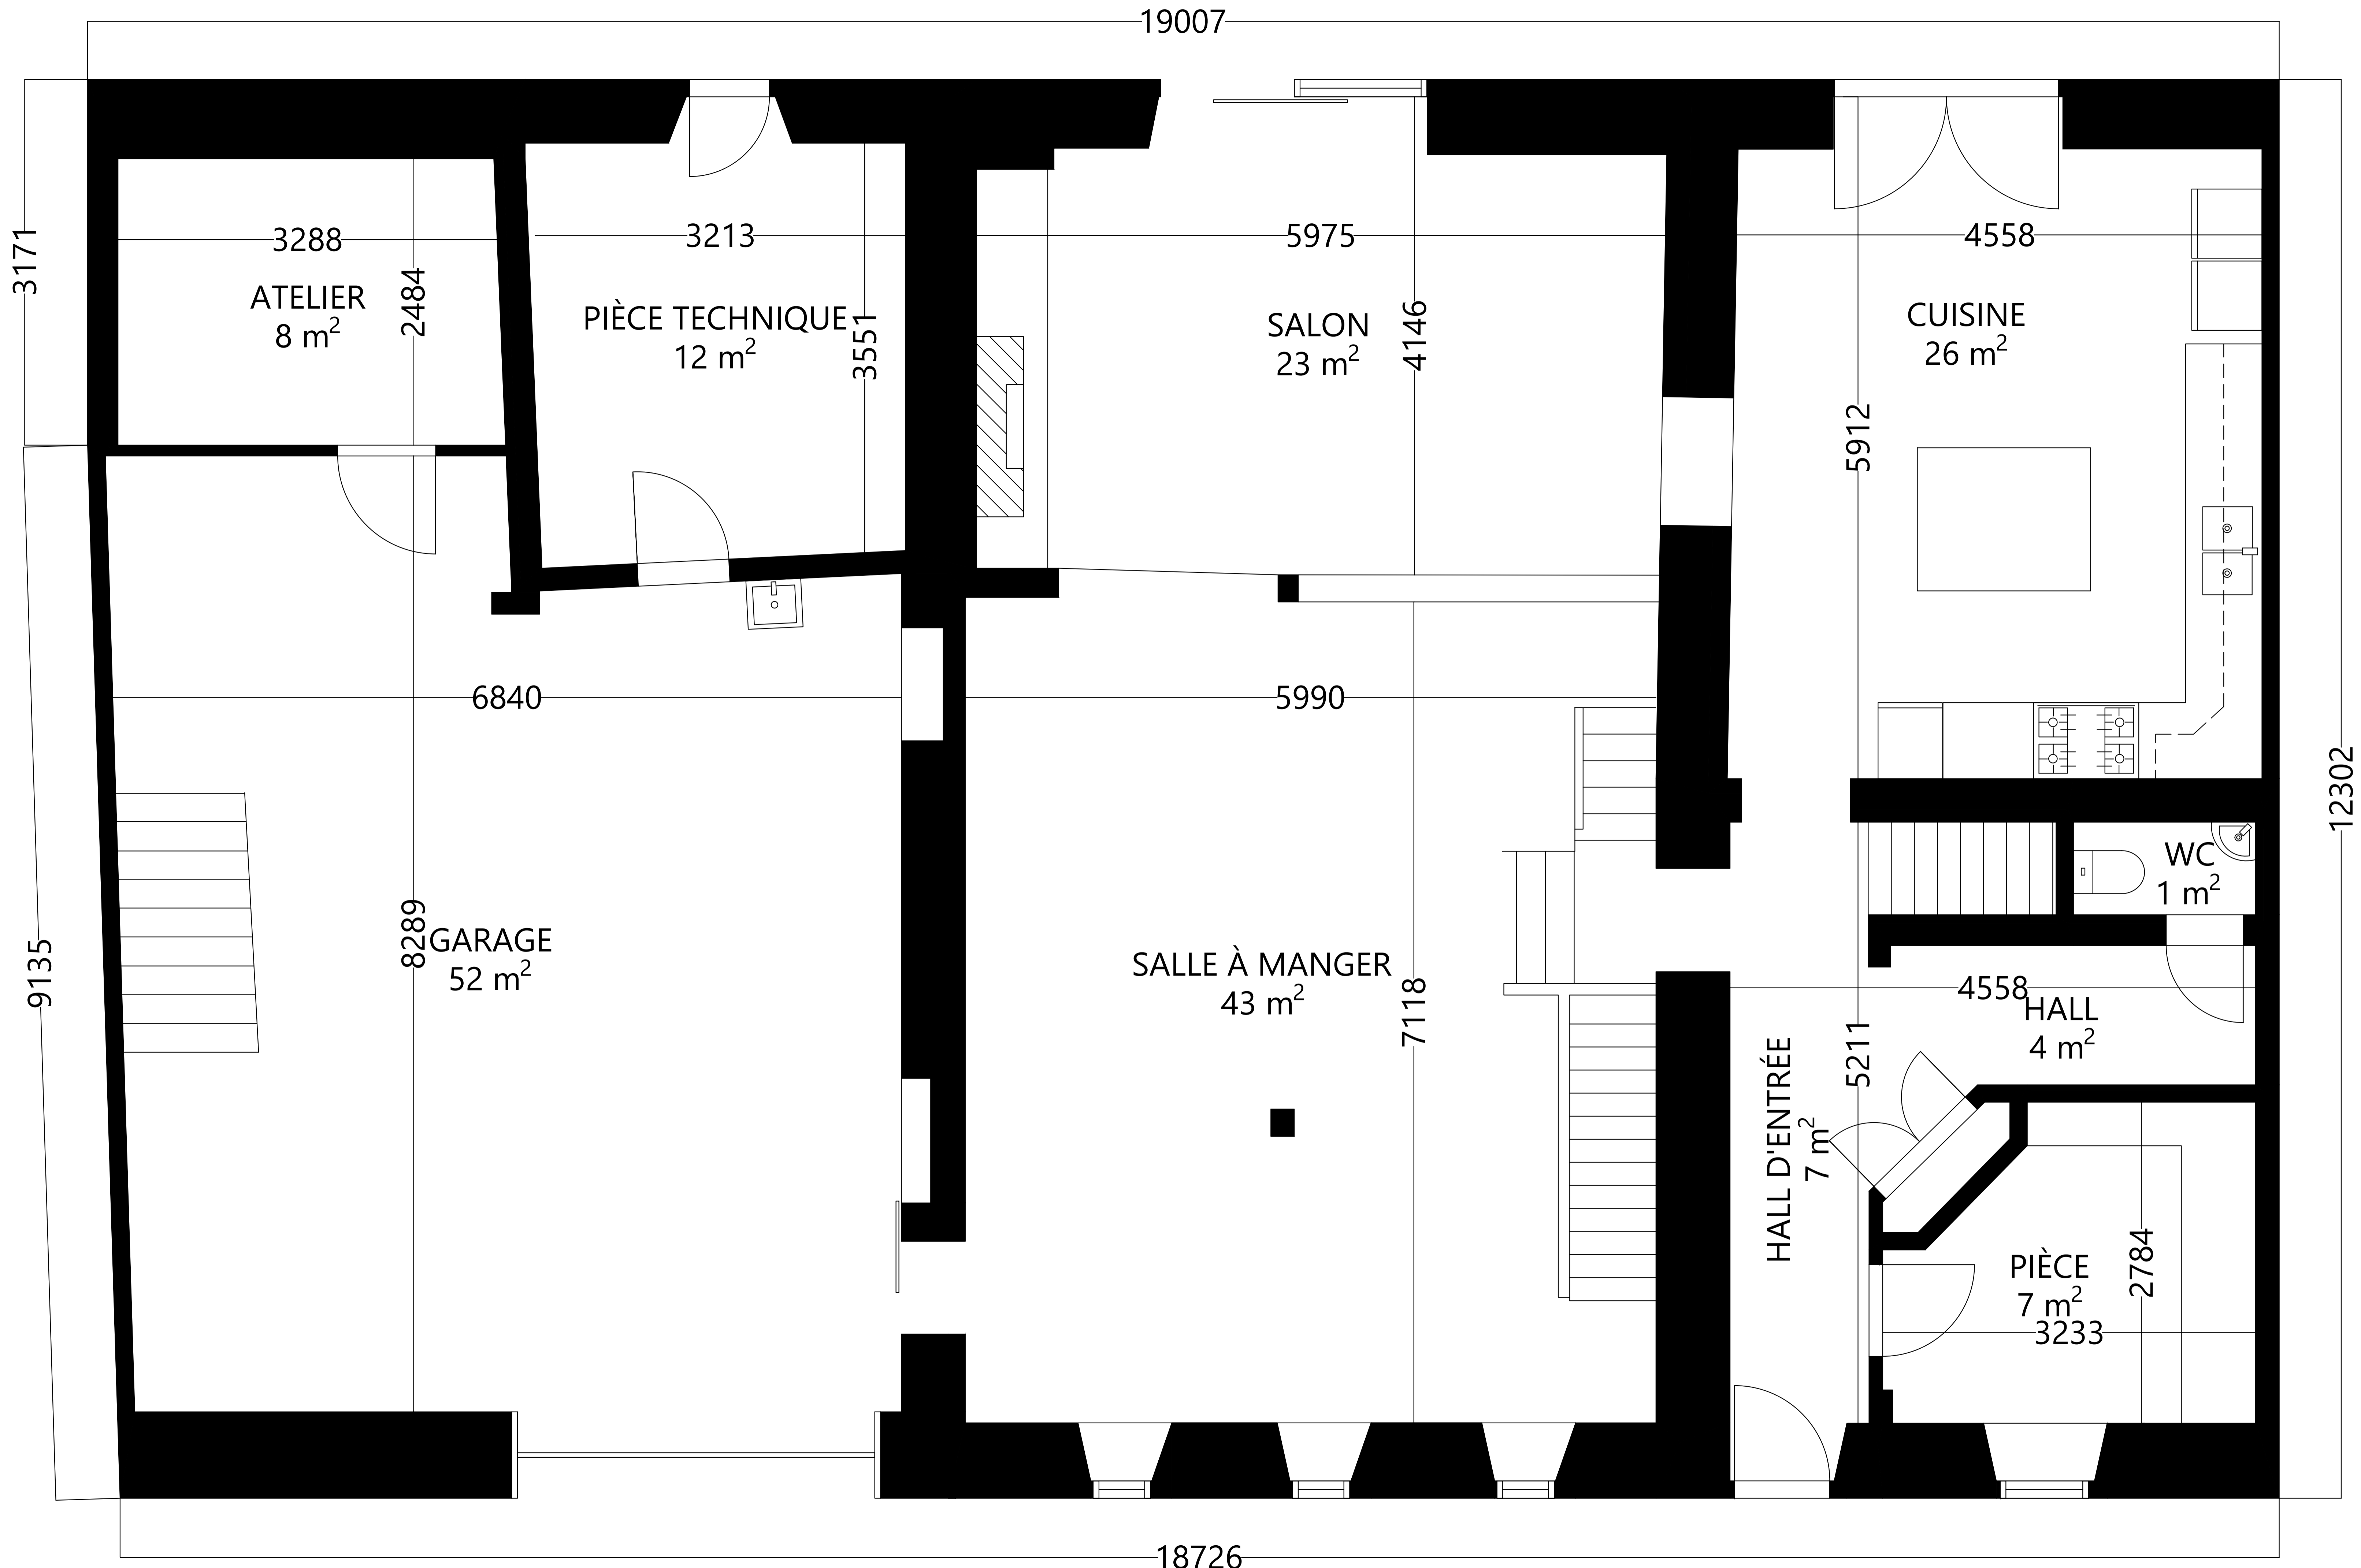 19007
3171
3288
ATELIER
8 m²
2484
3213
PIÈCE TECHNIQUE
12 m²
3551
5975
SALON
23 m²
4146
4558
CUISINE
26 m²
5912
6840
5990
12302
9135
8289
GARAGE
52 m²
SALLE À MANGER
43 m²
7118
WC
1 m²
4558
HALL
4 m²
5211
HALL D'ENTRÉE
7 m²
PIÈCE
7 m²
2784
3233
18726